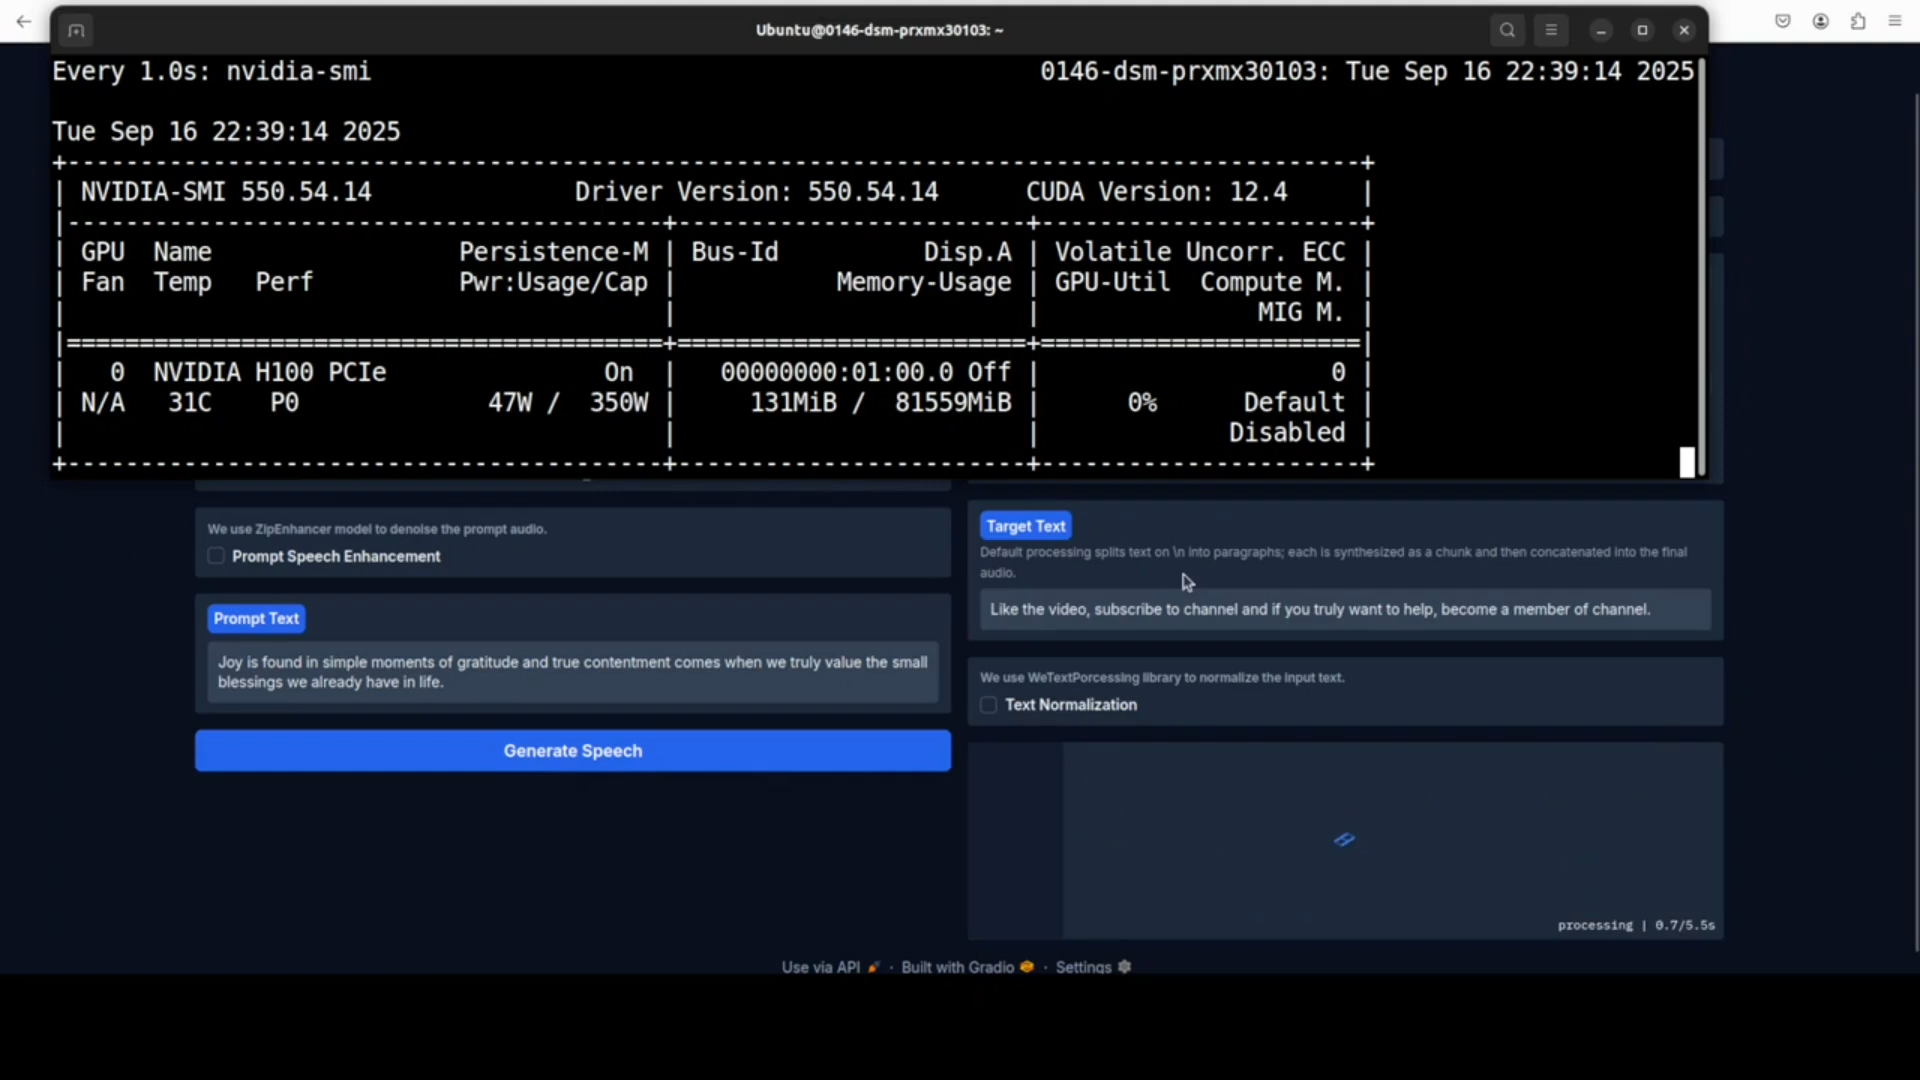 Ubuntu@0146-dsm-prxmx30103: ~
Every 1.0s: nvidia-smi 0146-dsm-prxmx30103: Tue Sep 16 22:39:14 2025
Tue Sep 16 22:39:14 2025
NVIDIA-SMI 550.54.14 Driver Version: 550.54.14 CUDA Version: 12.4
GPU Name Persistence-M | Bus-Id Disp.A | Volatile Uncorr. ECC
Fan Temp Perf Pwr:Usage/Cap | Memory-Usage | GPU-Util Compute M.
MIG M.
0 NVIDIA H100 PCIe On | 00000000:01:00.0 Off | 0
N/A 31C P0 47W / 350W | 131MiB / 81559MiB | 0% Default
Disabled
We use ZipEnhancer model to denoise the prompt audio.
Prompt Speech Enhancement
Prompt Text
Joy is found in simple moments of gratitude and true contentment comes when we truly value the small
blessings we already have in life.
Generate Speech
Target Text
Default processing splits text on \n into paragraphs; each is synthesized as a chunk and then concatenated into the final
audio.
Like the video, subscribe to channel and if you truly want to help, become a member of channel.
We use WeTextPorcessing library to normalize the input text.
Text Normalization
processing | 0.7/5.5s
Use via API · Built with Gradio · Settings